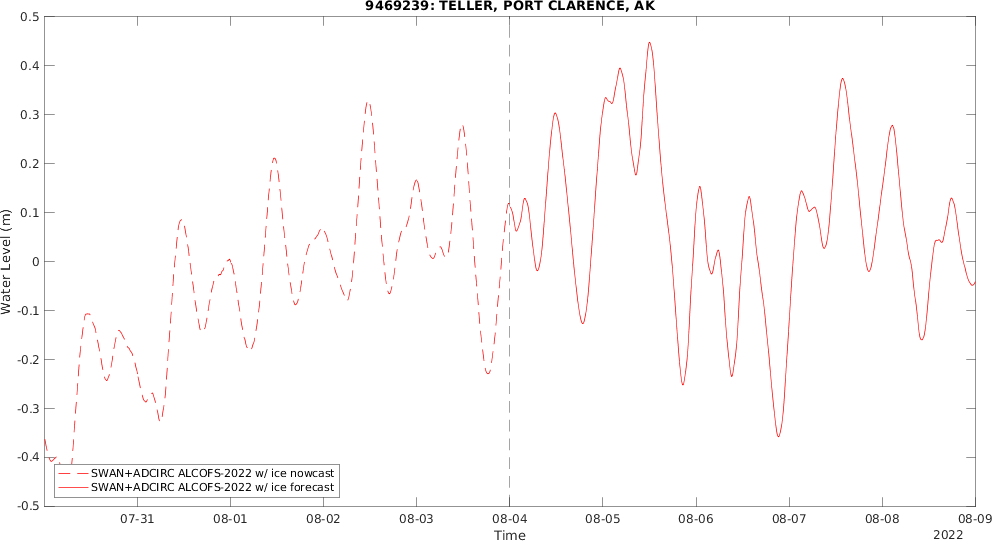 9469239: TELLER, PORT CLARENCE, AK
0.5
0.4
0.3
0.2
0.1
0
-0.1
-0.2
-0.3
-0.4
-0.5
Water Level (m)
SWAN+ADCIRC ALCOFS-2022 w/ ice nowcast
SWAN+ADCIRC ALCOFS-2022 w/ ice forecast
07-31 08-01 08-02 08-03 08-04 08-05 08-06 08-07 08-08 08-09
Time
2022